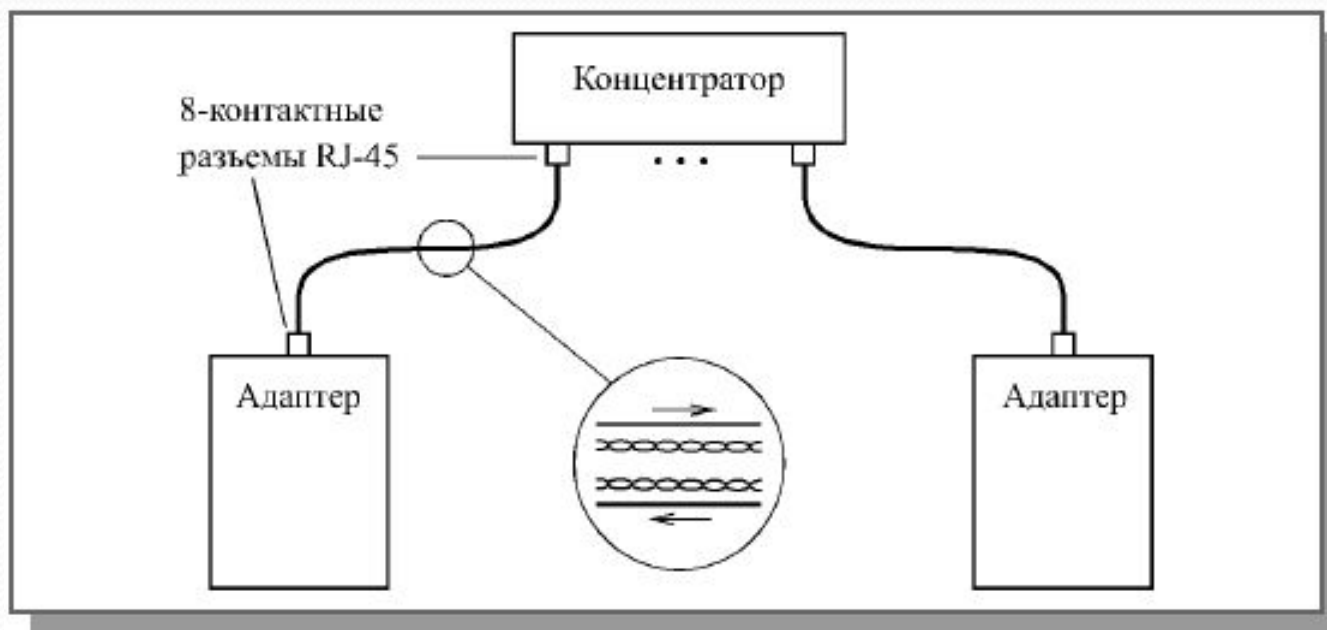 Концентратор
8-контактные
разъемы RJ-45
. . .
Адаптер
Адаптер